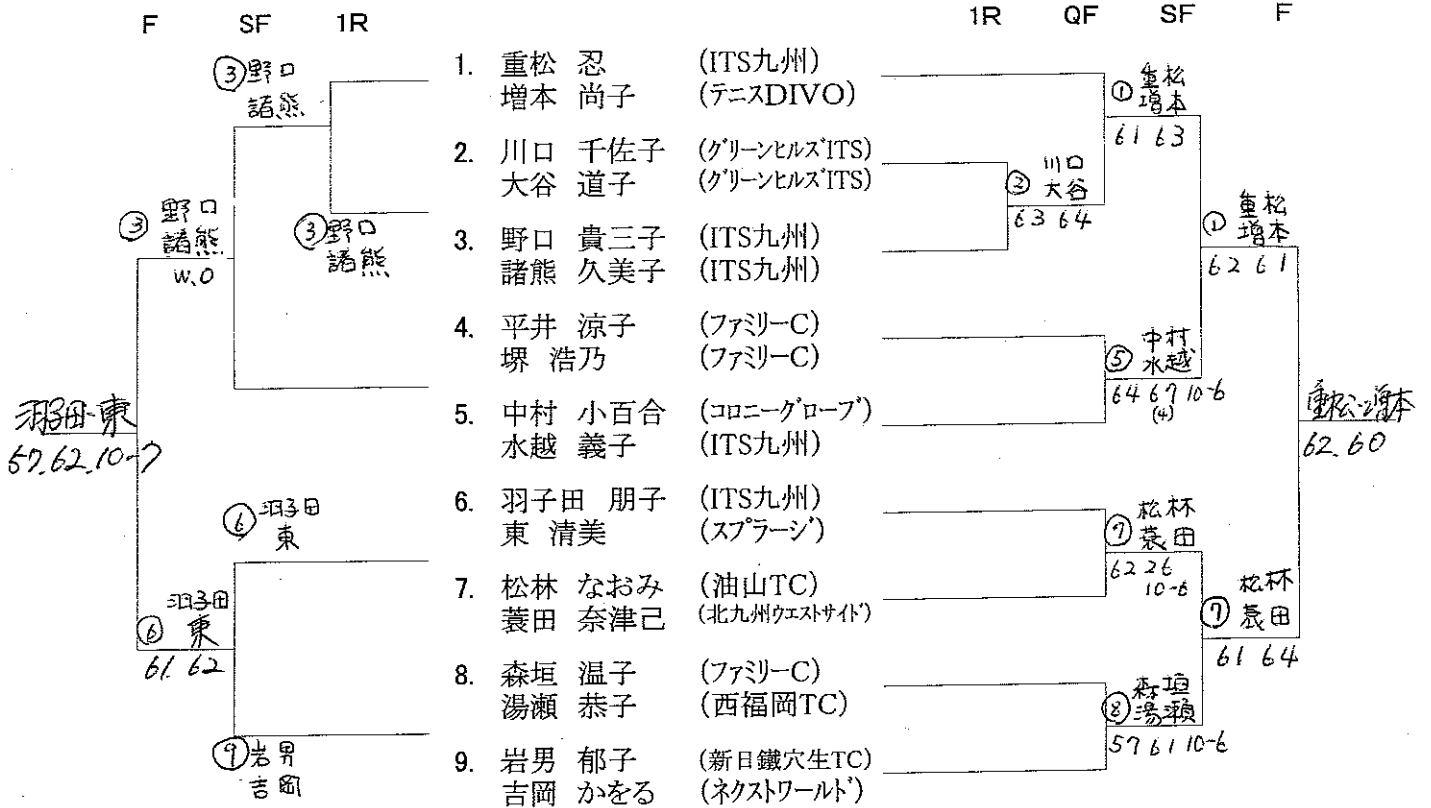 F SF 1R 1R QF SF F
1. 重松 忍 (ITS九州)
増本 尚子 (テニスDIVO)
2. 川口 千佐子 (グリーンヒルズITS)
大谷 道子 (グリーンヒルズITS)
3. 野口 貴三子 (ITS九州)
諸熊 久美子 (ITS九州)
4. 平井 涼子 (ファミリーC)
堺 浩乃 (ファミリーC)
5. 中村 小百合 (コロニーグローブ)
水越 義子 (ITS九州)
6. 羽子田 朋子 (ITS九州)
東 清美 (スプラージ)
7. 松林 なおみ (油山TC)
蓑田 奈津己 (北九州ウエストサイド)
8. 森垣 温子 (ファミリーC)
湯瀬 恭子 (西福岡TC)
9. 岩男 郁子 (新日鐵穴生TC)
吉岡 かをる (ネクストワールド)
③野口
諸熊
③野口
諸熊
③ 野口
諸熊
W.O
羽子田-東
57.62.10-7
⑥ 羽子田
東
⑥ 羽子田
東
61.62
⑨岩男
吉岡
① 重松
増本
61 63
② 川口
大谷
63 64
① 重松
増本
62 61
⑤ 中村
水越
64 67 10-6
(4)
重松-増本
62.60
⑦ 松林
蓑田
62 26
10-6
⑦ 松林
蓑田
61 64
⑧ 森垣
湯瀬
57 61 10-6